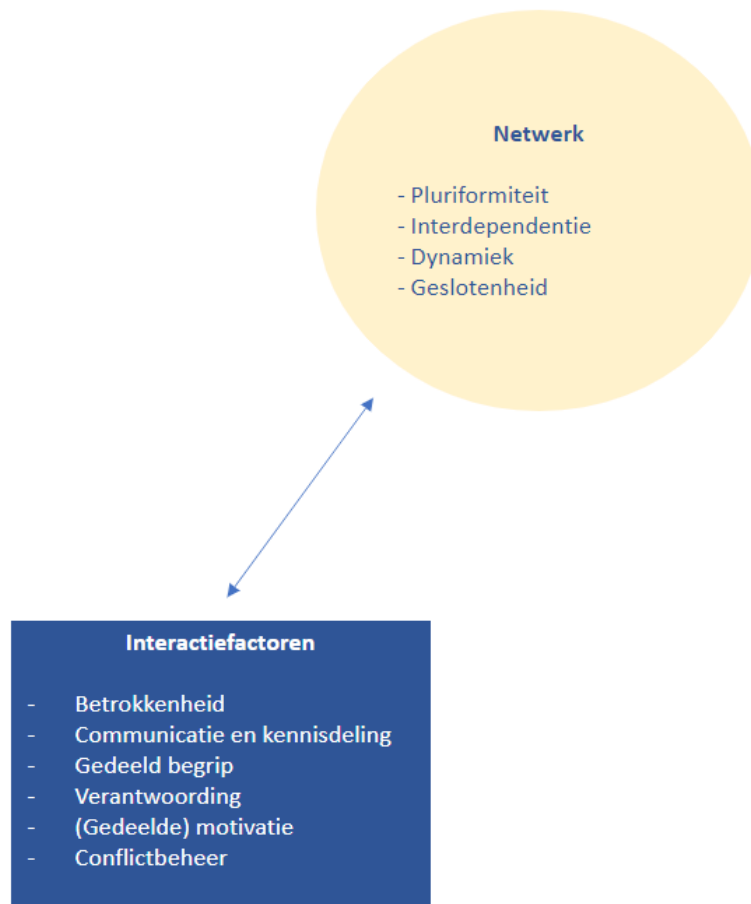 Netwerk
- Pluriformiteit
- Interdependentie
- Dynamiek
- Geslotenheid
Interactiefactoren
- Betrokkenheid
- Communicatie en kennisdeling
- Gedeeld begrip
- Verantwoording
- (Gedeelde) motivatie
- Conflictbeheer